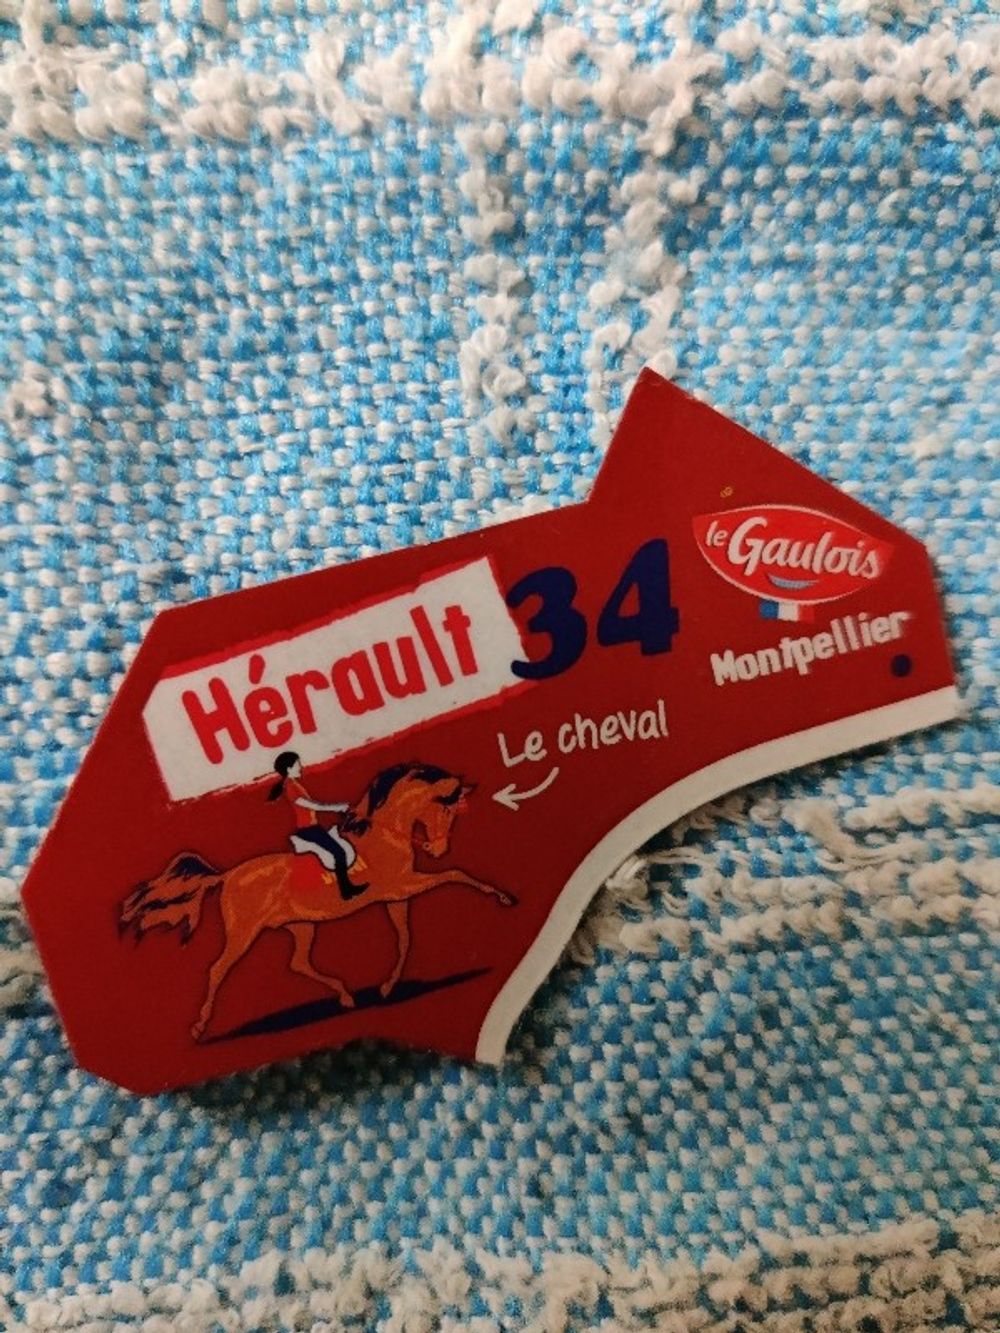 Hérault 34
le Gaulois
Montpellier
Le cheval